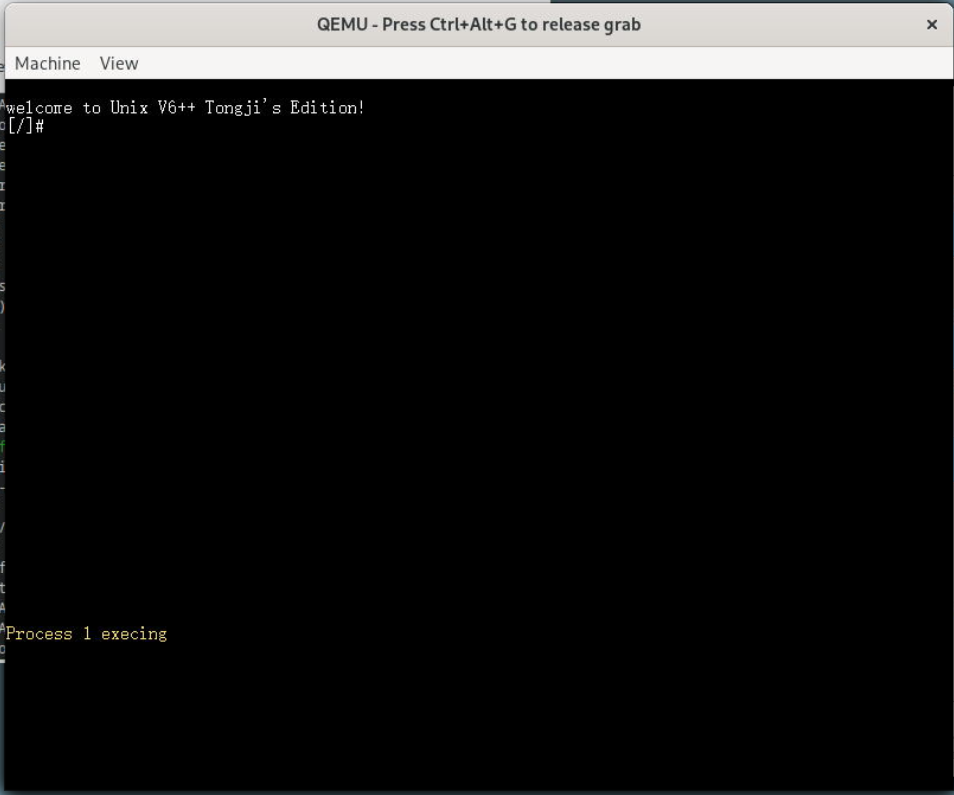 QEMU - Press Ctrl+Alt+G to release grab
Machine View
welcome to Unix V6++ Tongji's Edition!
[/]#
Process 1 execing